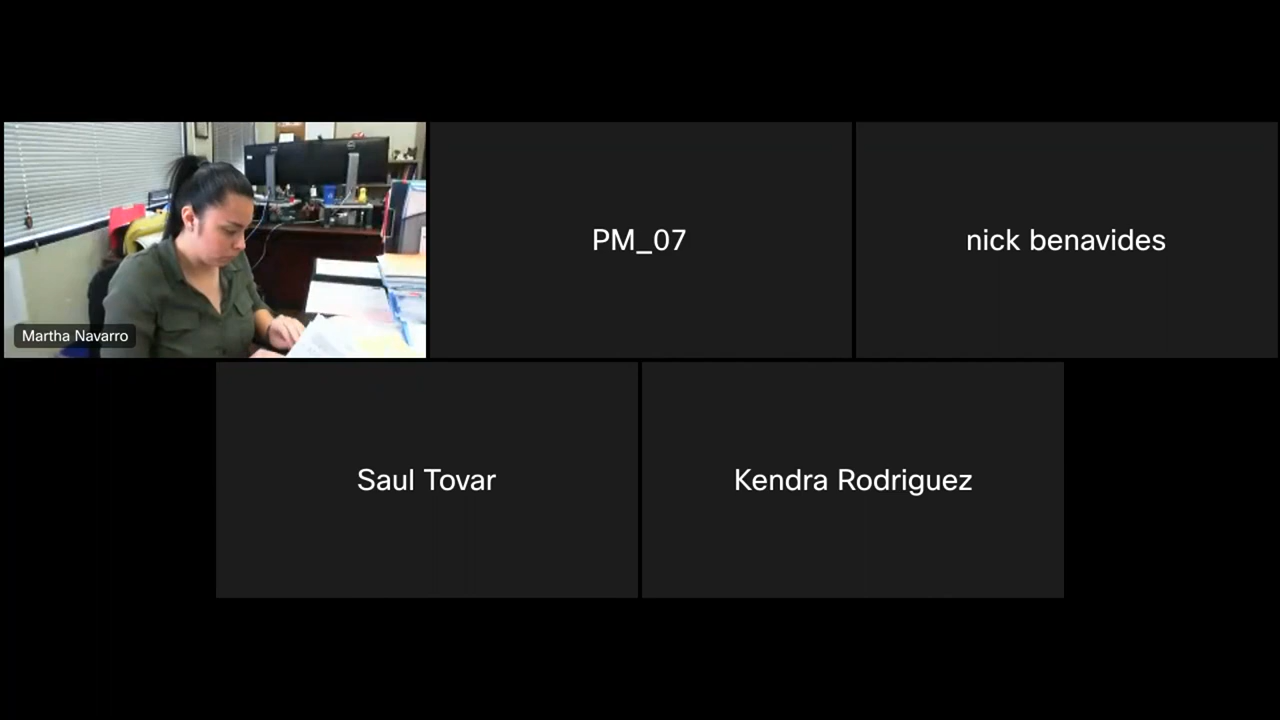 Martha Navarro
PM_07
nick benavides
Saul Tovar
Kendra Rodriguez